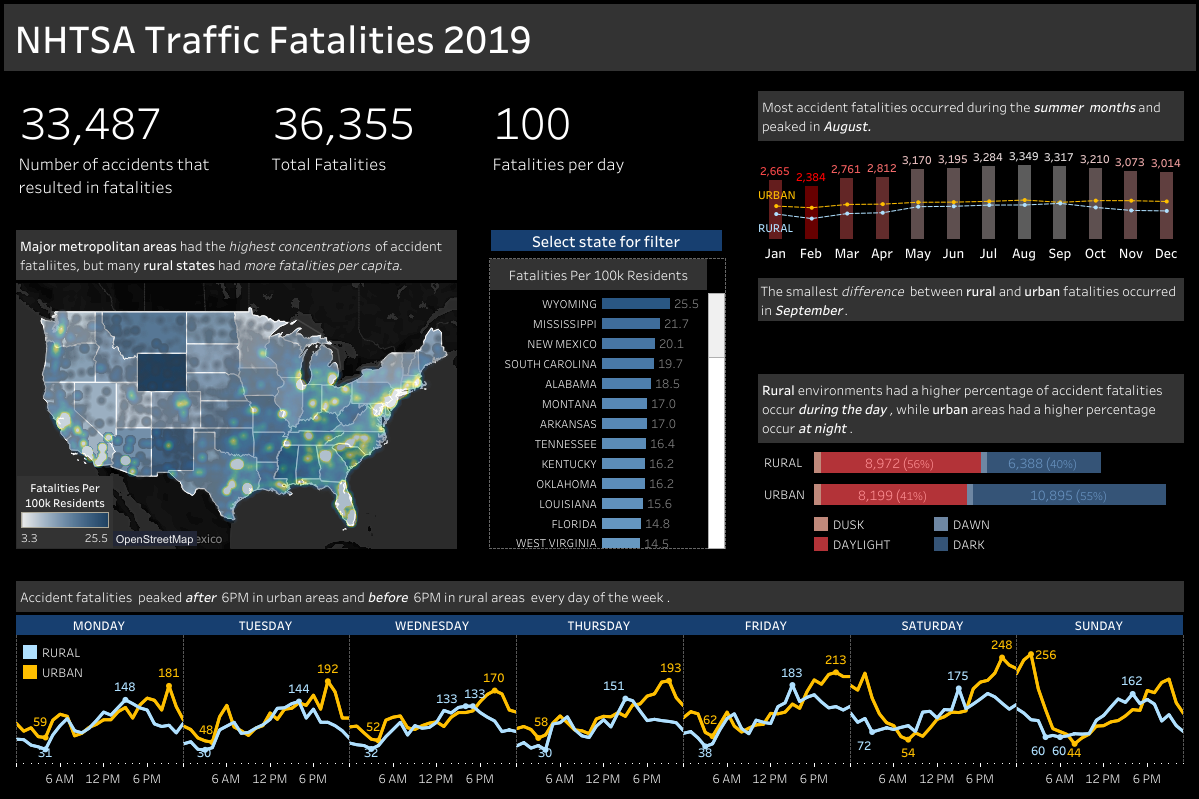 NHTSA Traffic Fatalities 2019
33,487
Number of accidents that
resulted in fatalities
36,355
Total Fatalities
100
Fatalities per day
Most accident fatalities occurred during the summer months and
peaked in August.
2,665 2,384 2,761 2,812 3,170 3,195 3,284 3,349 3,317 3,210 3,073 3,014
URBAN
RURAL
Jan Feb Mar Apr May Jun Jul Aug Sep Oct Nov Dec
The smallest difference between rural and urban fatalities occurred
in September.
Major metropolitan areas had the highest concentrations of accident
fataliites, but many rural states had more fatalities per capita.
Fatalities Per
100k Residents
3.3 25.5
OpenStreetMap exico
Select state for filter
Fatalities Per 100k Residents
WYOMING 25.5
MISSISSIPPI 21.7
NEW MEXICO 20.1
SOUTH CAROLINA 19.7
ALABAMA 18.5
MONTANA 17.0
ARKANSAS 17.0
TENNESSEE 16.4
KENTUCKY 16.2
OKLAHOMA 16.2
LOUISIANA 15.6
FLORIDA 14.8
WEST VIRGINIA 14.5
Rural environments had a higher percentage of accident fatalities
occur during the day , while urban areas had a higher percentage
occur at night .
RURAL 8,972 (56%) 6,388 (40%)
URBAN 8,199 (41%) 10,895 (55%)
DUSK DAWN
DAYLIGHT DARK
Accident fatalities peaked after 6PM in urban areas and before 6PM in rural areas every day of the week .
MONDAY TUESDAY WEDNESDAY THURSDAY FRIDAY SATURDAY SUNDAY
RURAL
URBAN
59 31 148 181
48 30 144 192
52 32 133 133 170
58 30 151 193
62 38 183 213
72 54 175 248
256 60 60 44 162
6 AM 12 PM 6 PM 6 AM 12 PM 6 PM 6 AM 12 PM 6 PM 6 AM 12 PM 6 PM 6 AM 12 PM 6 PM 6 AM 12 PM 6 PM 6 AM 12 PM 6 PM